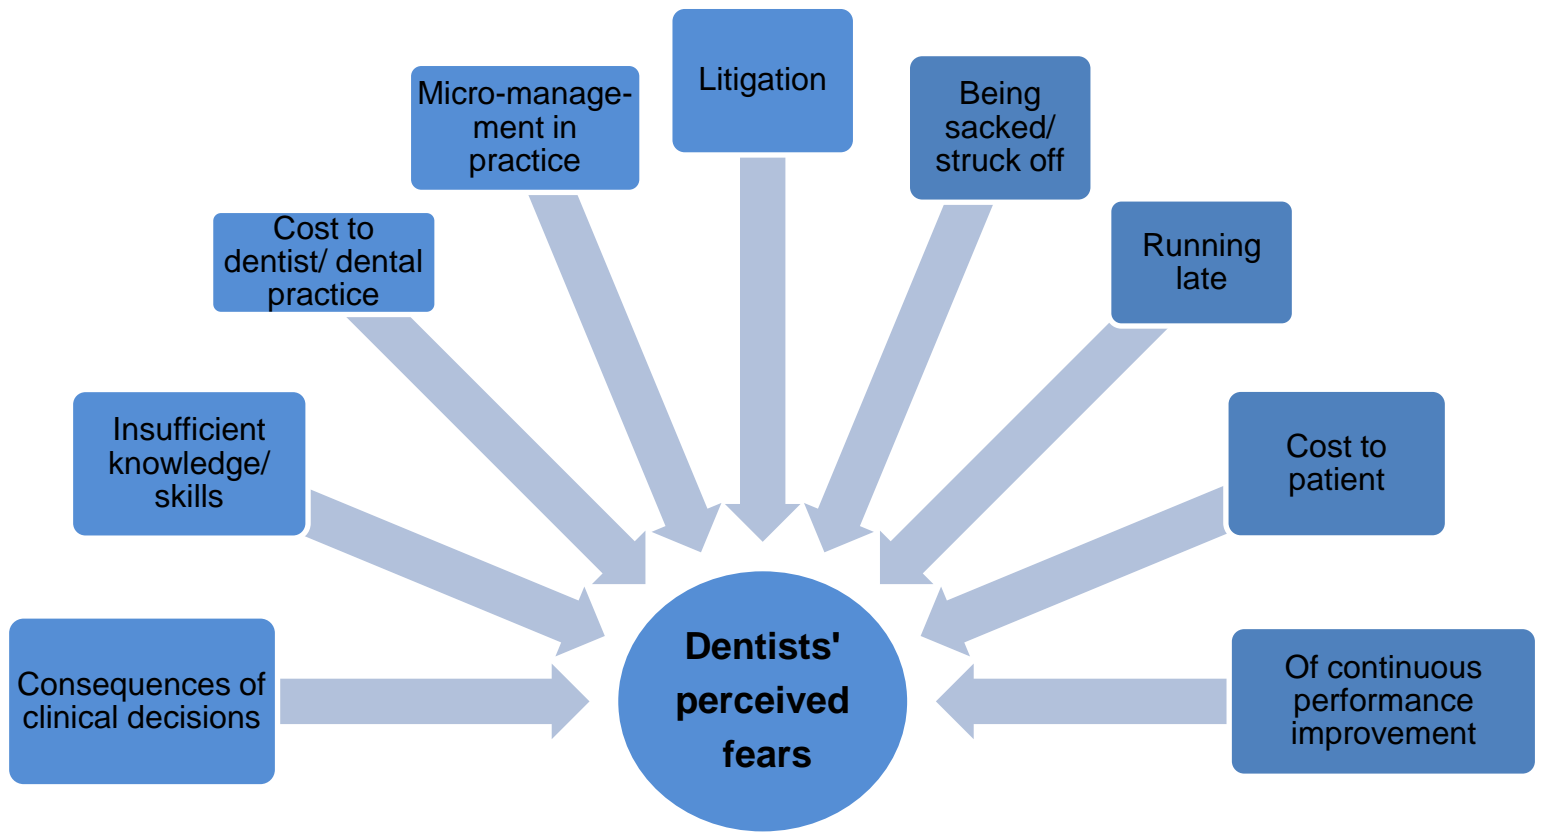 Litigation
Being
sacked/
struck off
Micro-manage-
ment in
practice
Running
late
Cost to
dentist/ dental
practice
Cost to
patient
Insufficient
knowledge/
skills
Of continuous
performance
improvement
Consequences of
clinical decisions
Dentists'
perceived
fears